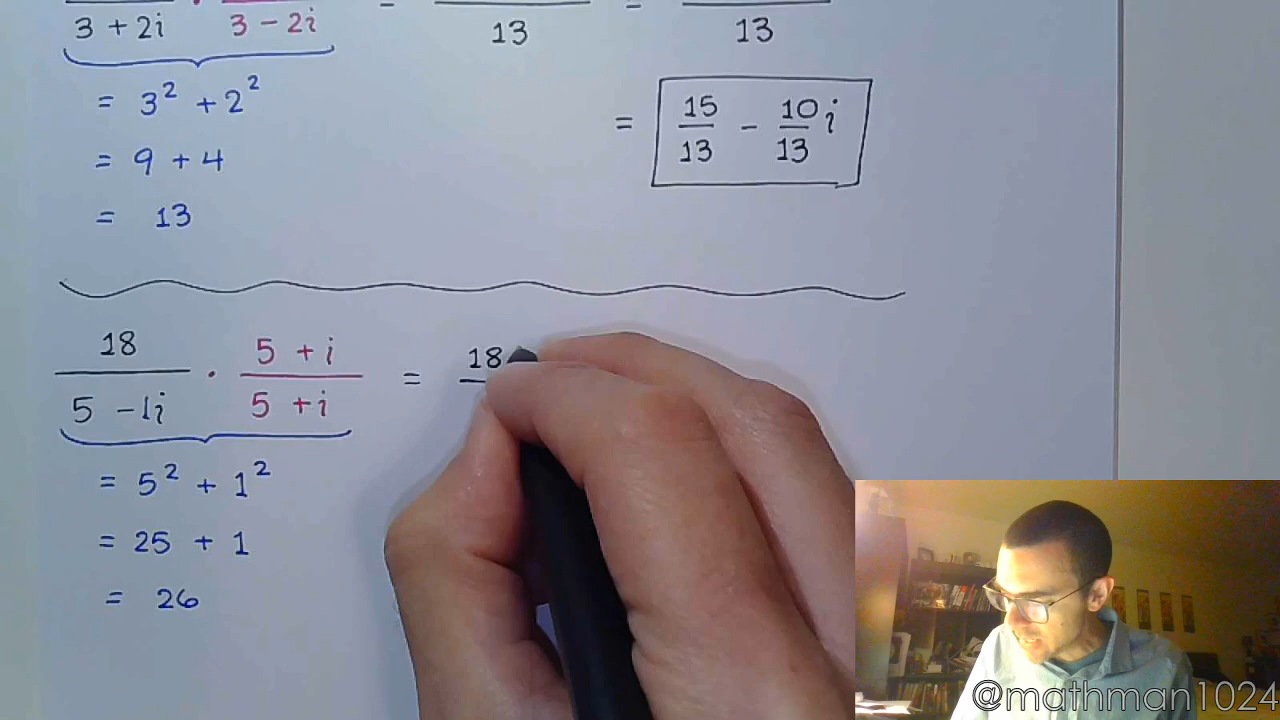 3 + 2i · 3 - 2i = 13 = 13
= 3² + 2²
= 9 + 4
= 13
= 15/13 - 10/13 i
18/(5 - 1i) · (5 + i)/(5 + i) = 18
= 5² + 1²
= 25 + 1
= 26
@mathman1024